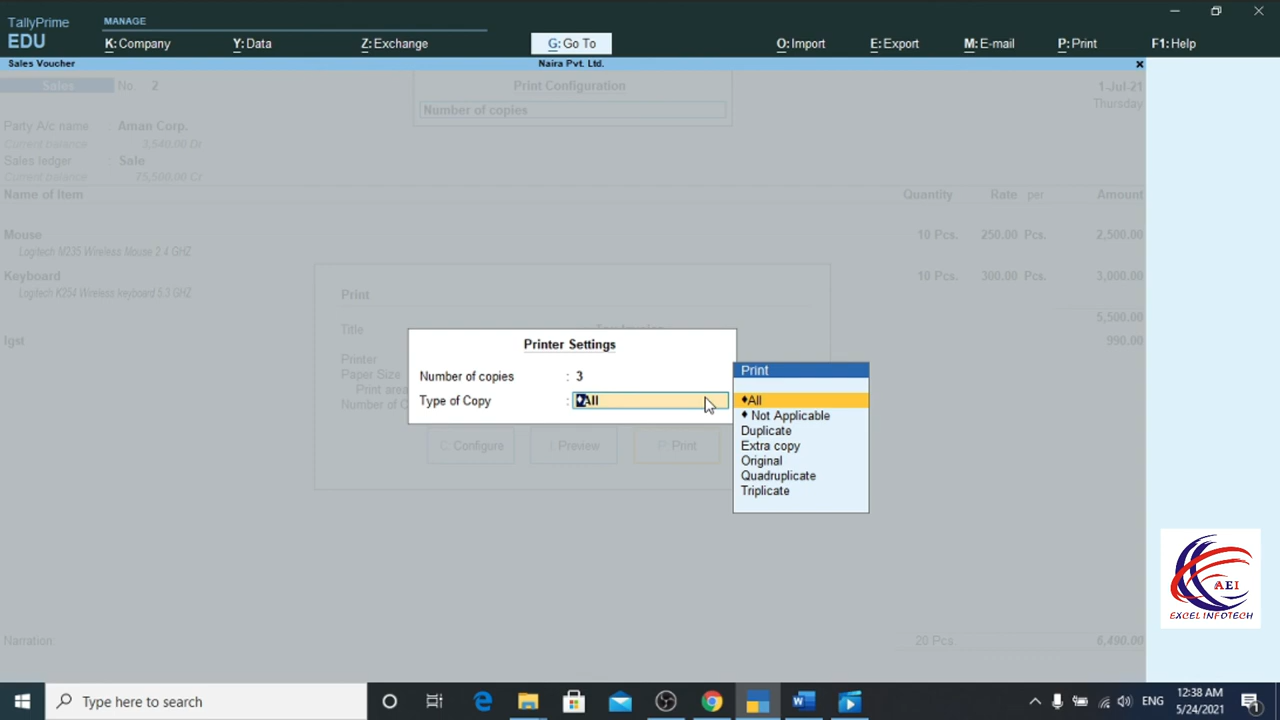 TallyPrime
EDU
MANAGE
K: Company Y: Data Z: Exchange G: Go To O: Import E: Export M: E-mail P: Print F1: Help
Sales Voucher Naira Pvt. Ltd. ×
Sales No. 2 Print Configuration 1-Jul-21
Number of copies Thursday
Party A/c name : Aman Corp.
Current balance : 3,540.00 Dr
Sales ledger : Sale
Current balance : 75,500.00 Cr
Name of Item Quantity Rate per Amount
Mouse 10 Pcs. 250.00 Pcs. 2,500.00
Logitech M235 Wireless Mouse 2.4 GHZ
Keyboard 10 Pcs. 300.00 Pcs. 3,000.00
Logitech K254 Wireless keyboard 5.3 GHZ
5,500.00
Igst 990.00
Print
Title : Tax Invoice
Printer
Paper Size
Print area
Number of C
Printer Settings
Number of copies : 3
Type of Copy : ♦ All
Print
♦ All
♦ Not Applicable
Duplicate
Extra copy
Original
Quadruplicate
Triplicate
C: Configure I: Preview P: Print
AEI
EXCEL INFOTECH
Narration: 20 Pcs. 6,490.00
Type here to search
ENG
12:38 AM
5/24/2021
1